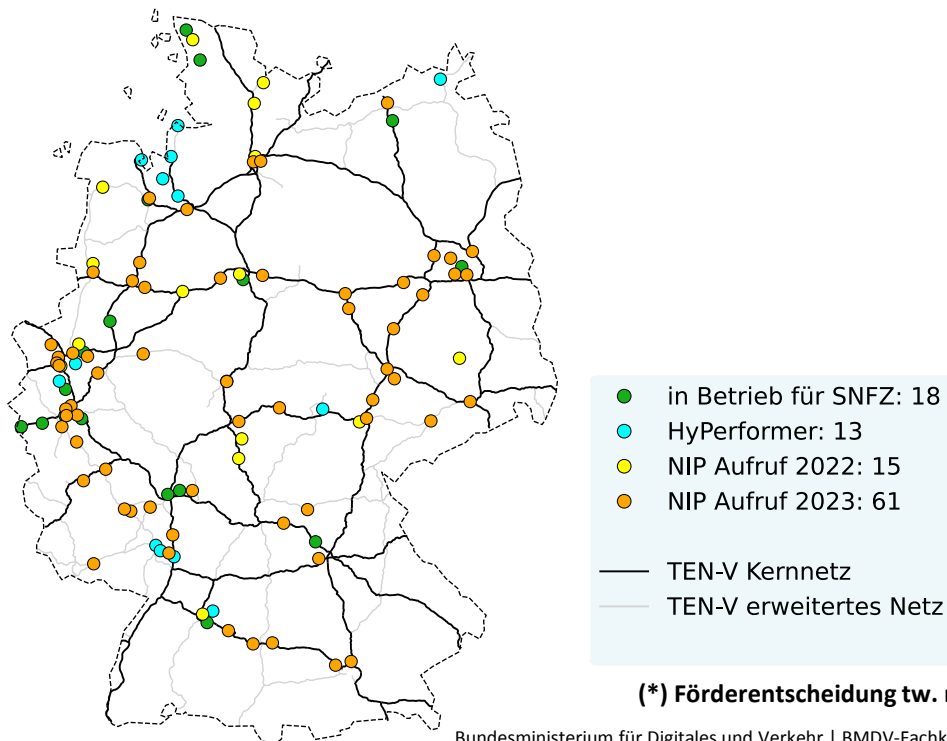 in Betrieb für SNFZ: 18
HyPerformer: 13
NIP Aufruf 2022: 15
NIP Aufruf 2023: 61
TEN-V Kernnetz
TEN-V erweitertes Netz
(*) Förderentscheidung tw.
Bundesministerium für Digitales und Verkehr | BMDV-Fachk